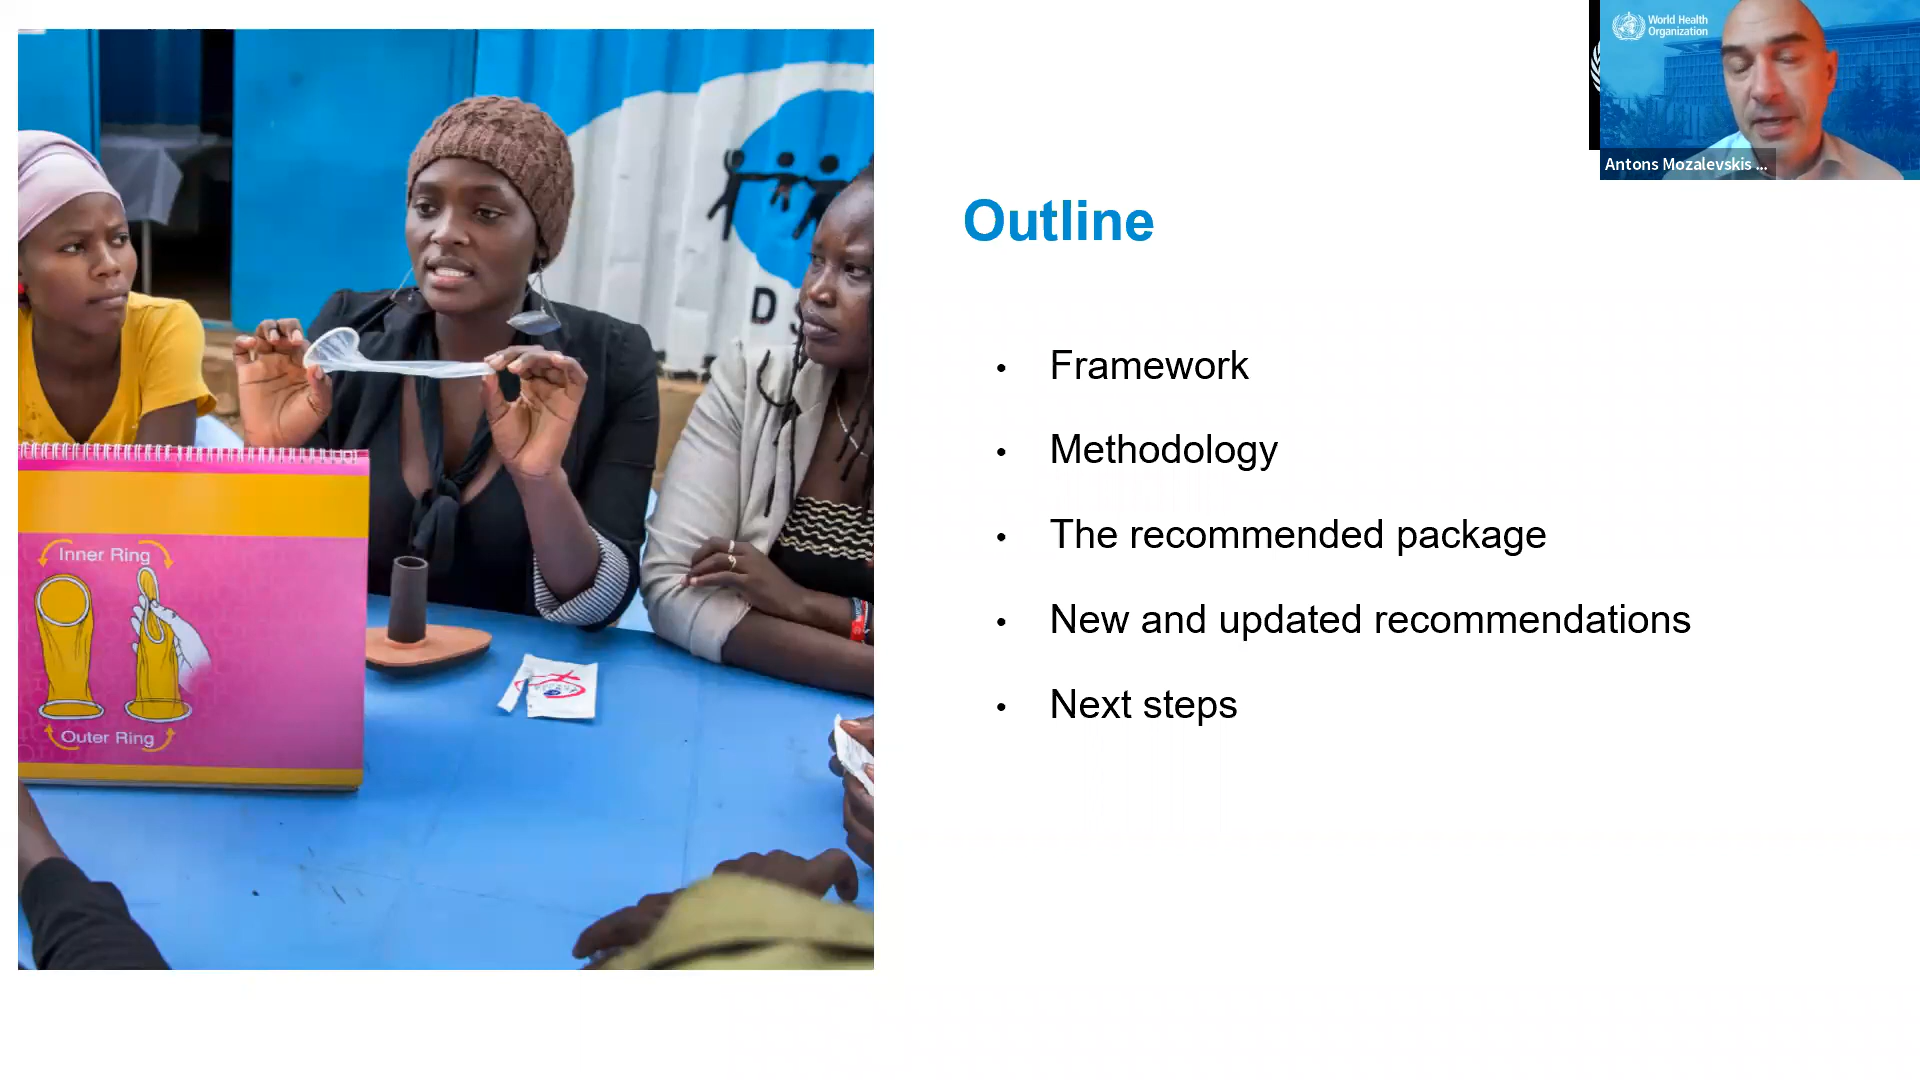 World Health
Organization
Antons Mozalevskis ...
Outline
• Framework
• Methodology
• The recommended package
• New and updated recommendations
• Next steps
Inner Ring
Outer Ring